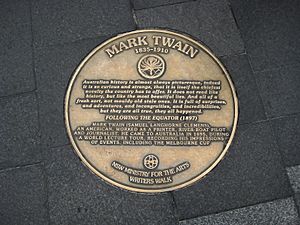 MARK TWAIN
1835-1910
Australian history is almost always picturesque, indeed
it is so curious and strange, that it is itself the chiefest
novelty the country has to offer. It does not read like
history, but like the most beautiful lies. And all of a
fresh sort, not mouldy old stale ones. It is full of surprises,
and adventures, and incongruities, and incredibilities,
but they are all true, they all happened.
FOLLOWING THE EQUATOR (1897)
MARK TWAIN (SAMUEL LANGHORNE CLEMENS),
AN AMERICAN, WORKED AS A PRINTER, RIVER-BOAT PILOT
AND JOURNALIST. HE CAME TO AUSTRALIA IN 1895, DURING
A WORLD LECTURE TOUR, RECORDING HIS IMPRESSIONS
OF EVENTS, INCLUDING THE MELBOURNE CUP
NSW MINISTRY FOR THE ARTS
WRITERS WALK